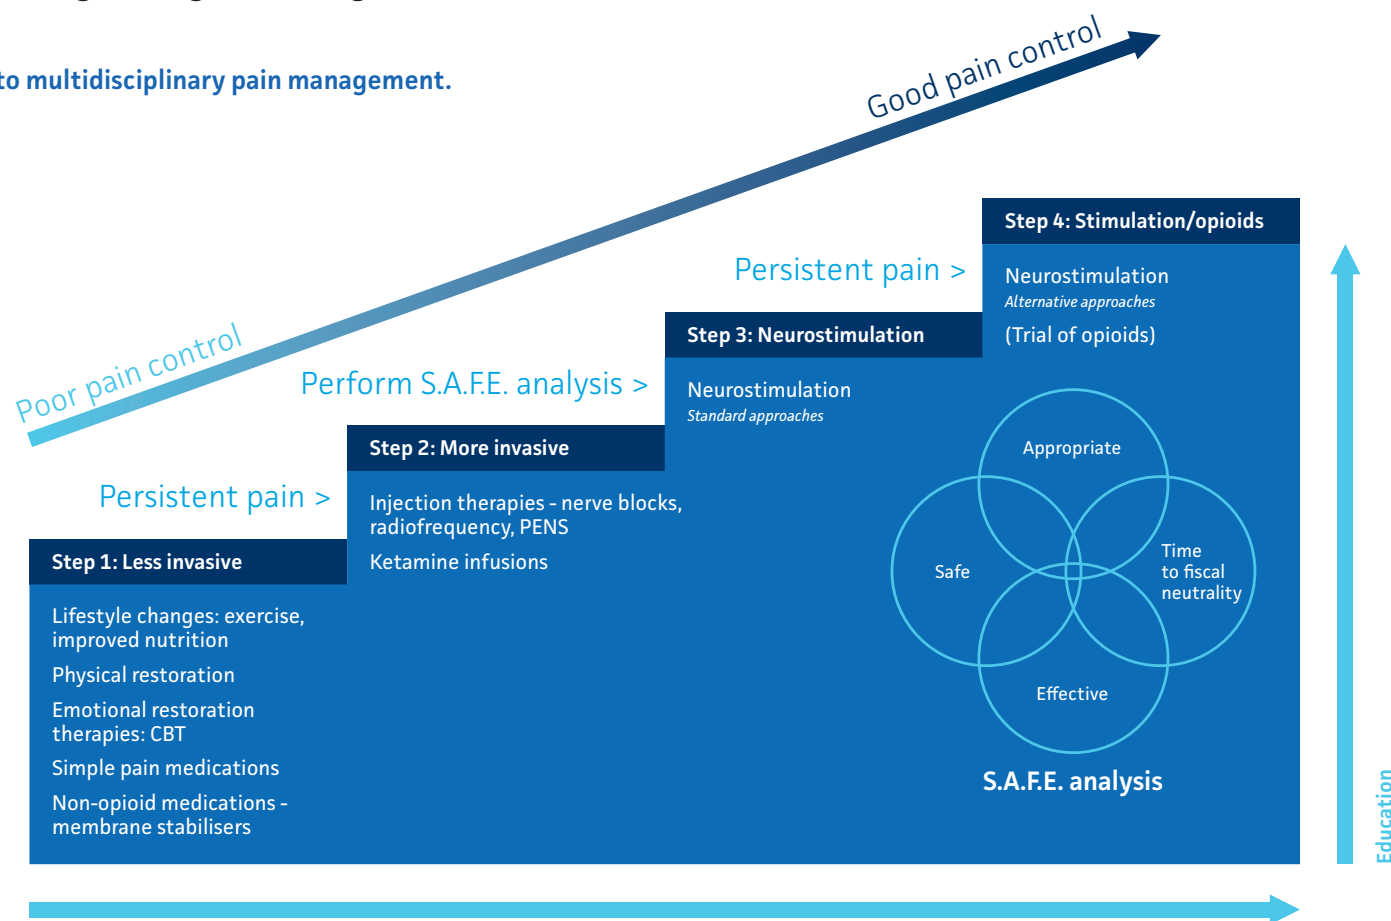 to multidisciplinary pain management.
Good pain control
Poor pain control
Step 4: Stimulation/opioids
Persistent pain >
Neurostimulation
Alternative approaches
(Trial of opioids)
Step 3: Neurostimulation
Perform S.A.F.E. analysis >
Neurostimulation
Standard approaches
Step 2: More invasive
Persistent pain >
Injection therapies - nerve blocks,
radiofrequency, PENS
Ketamine infusions
Step 1: Less invasive
Lifestyle changes: exercise,
improved nutrition
Physical restoration
Emotional restoration
therapies: CBT
Simple pain medications
Non-opioid medications -
membrane stabilisers
Appropriate
Safe
Time
to fiscal
neutrality
Effective
S.A.F.E. analysis
Education